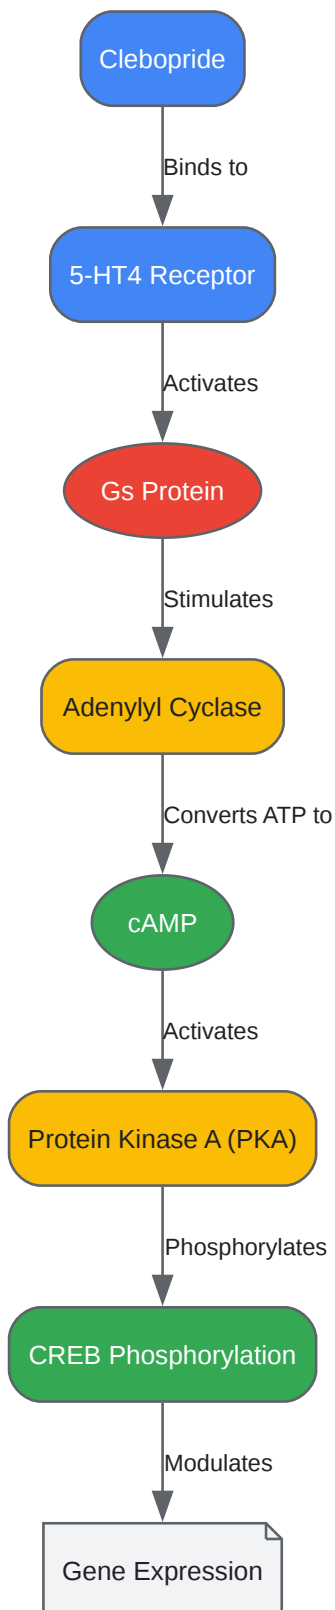 Clebopride
Binds to
5-HT4 Receptor
Activates
Gs Protein
Stimulates
Adenylyl Cyclase
Converts ATP to
cAMP
Activates
Protein Kinase A (PKA)
Phosphorylates
CREB Phosphorylation
Modulates
Gene Expression